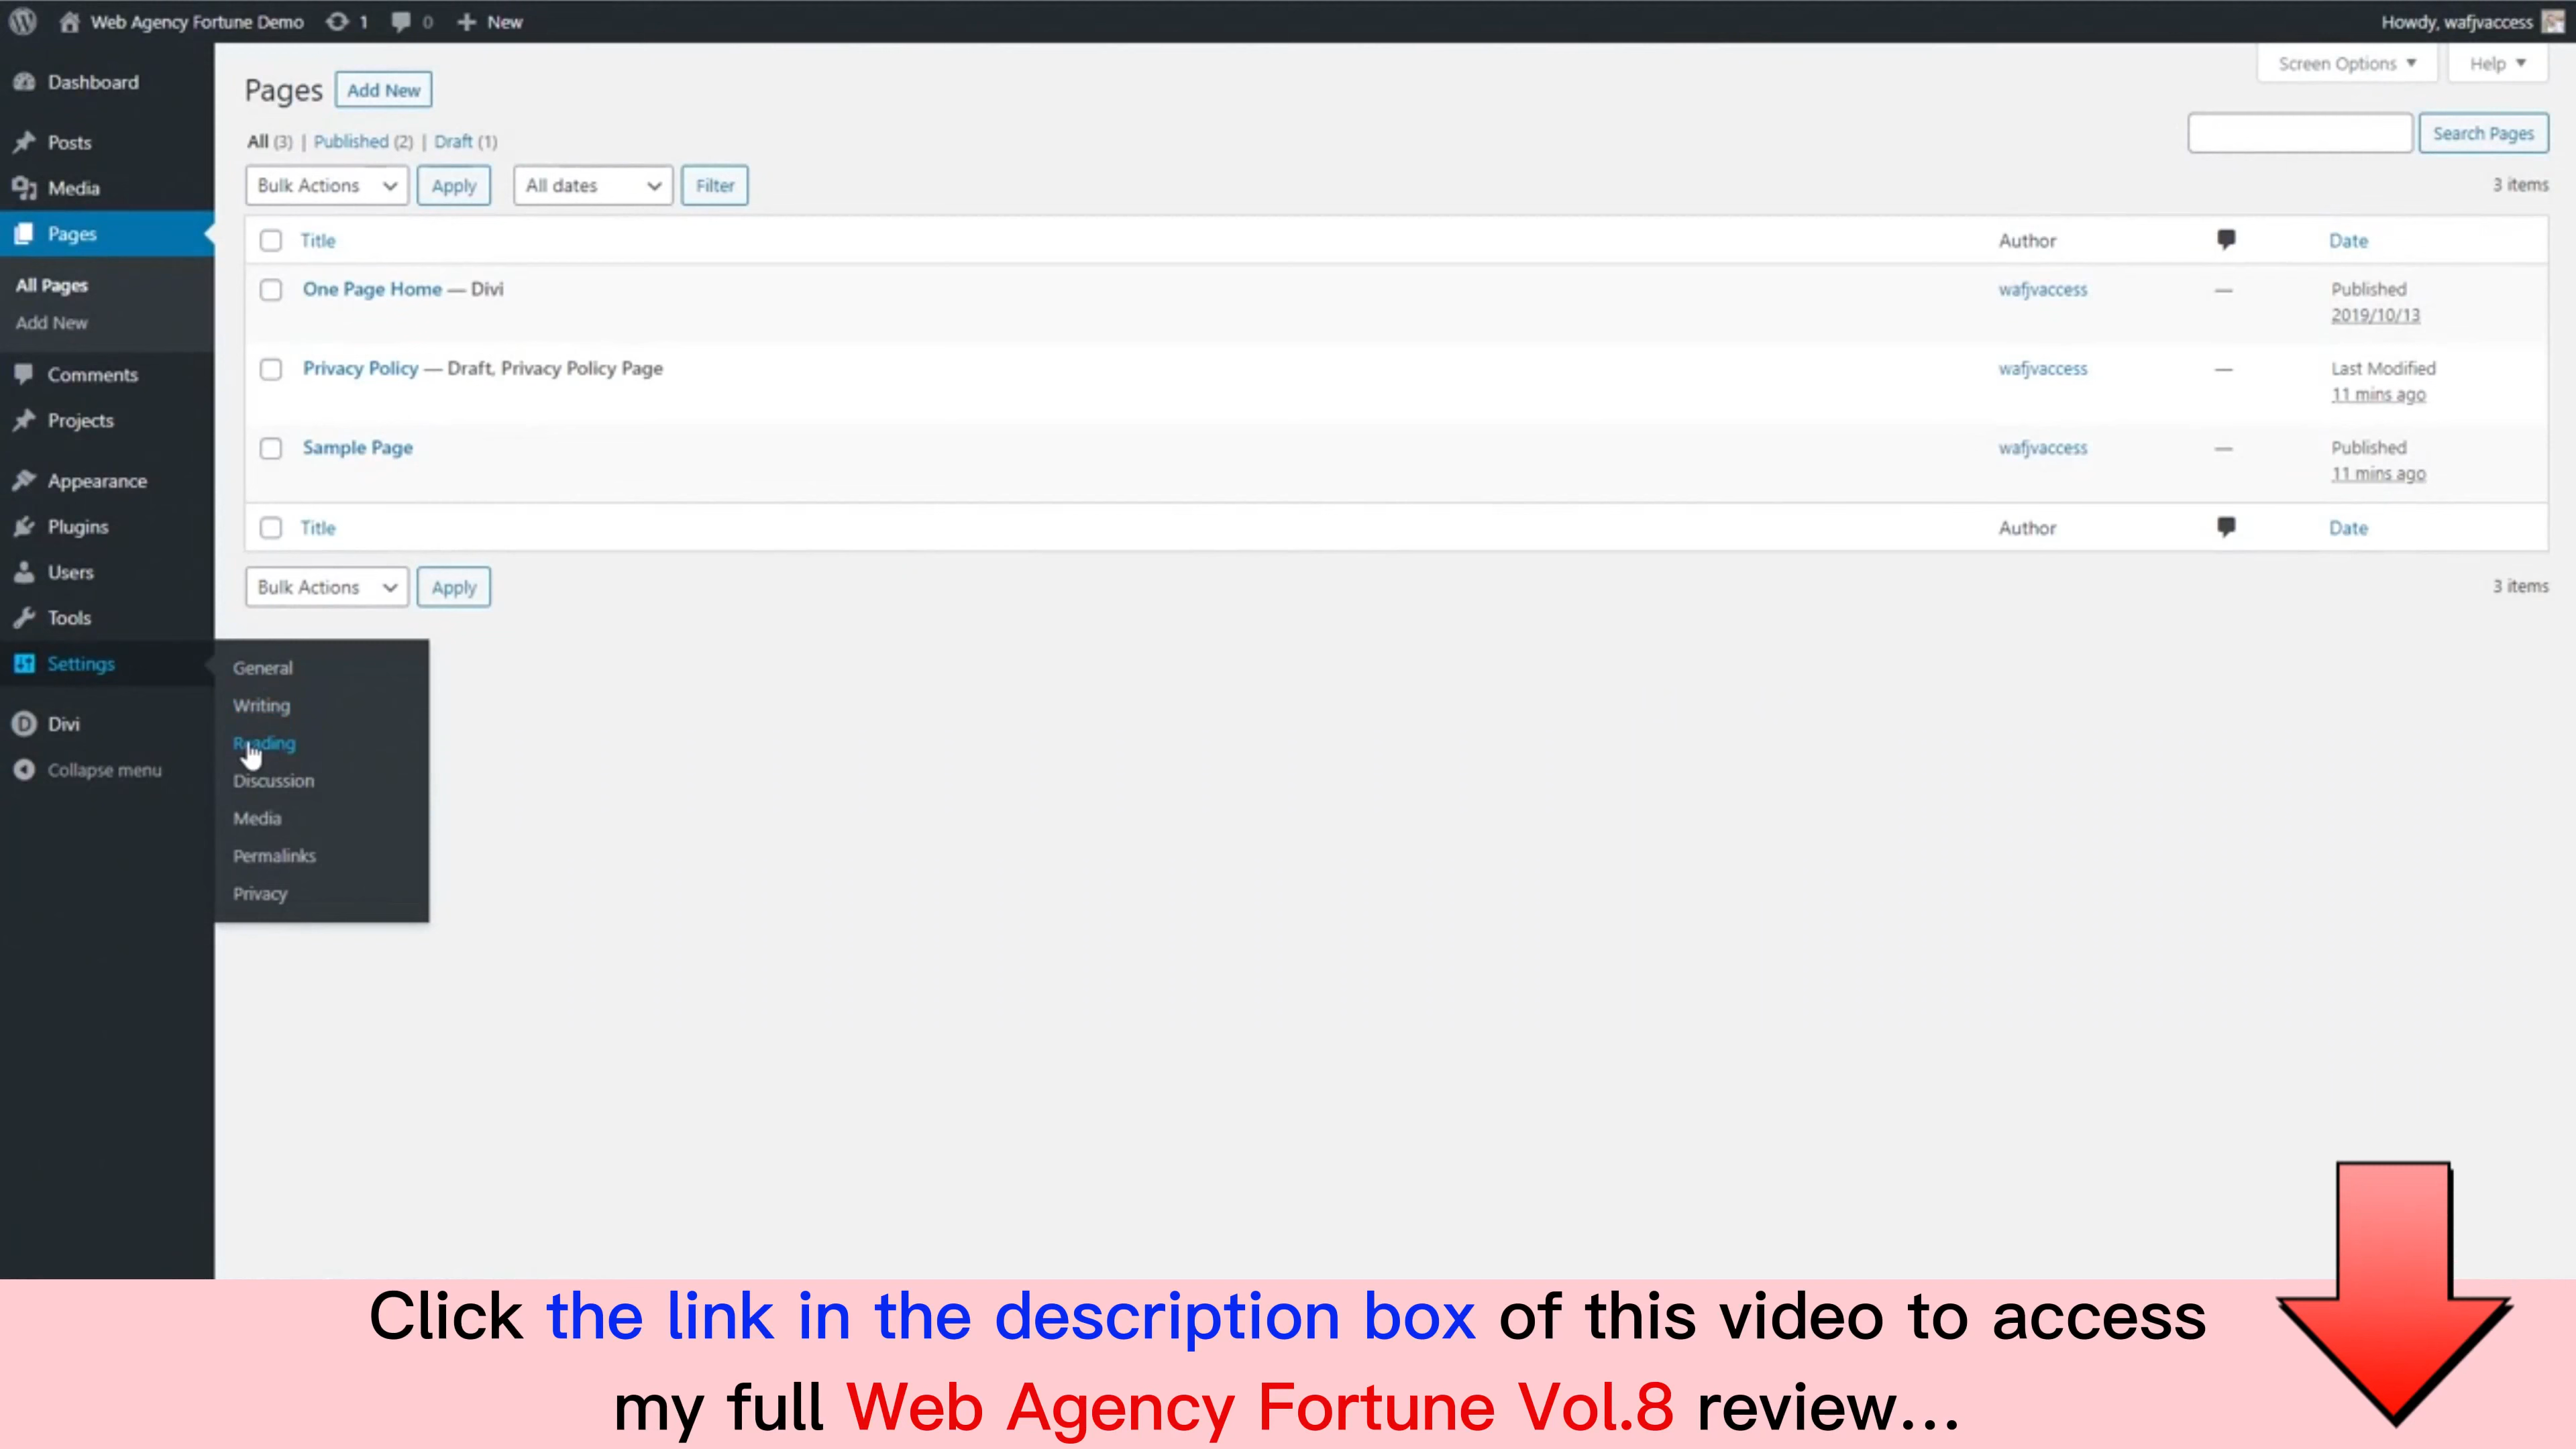 Web Agency Fortune Demo 1 0 New Howdy, wafjvaccess
Dashboard
Posts
Media
Pages
All Pages
Add New
Comments
Projects
Appearance
Plugins
Users
Tools
Settings
Divi
Collapse menu
General
Writing
Reading
Discussion
Media
Permalinks
Privacy
Screen Options Help
Pages Add New
All (3) | Published (2) | Draft (1)
Search Pages
Bulk Actions Apply All dates Filter 3 items
Title Author Date
One Page Home — Divi wafjvaccess — Published
2019/10/13
Privacy Policy — Draft, Privacy Policy Page wafjvaccess — Last Modified
11 mins ago
Sample Page wafjvaccess — Published
11 mins ago
Title Author Date
Bulk Actions Apply 3 items
Click the link in the description box of this video to access
my full Web Agency Fortune Vol.8 review...